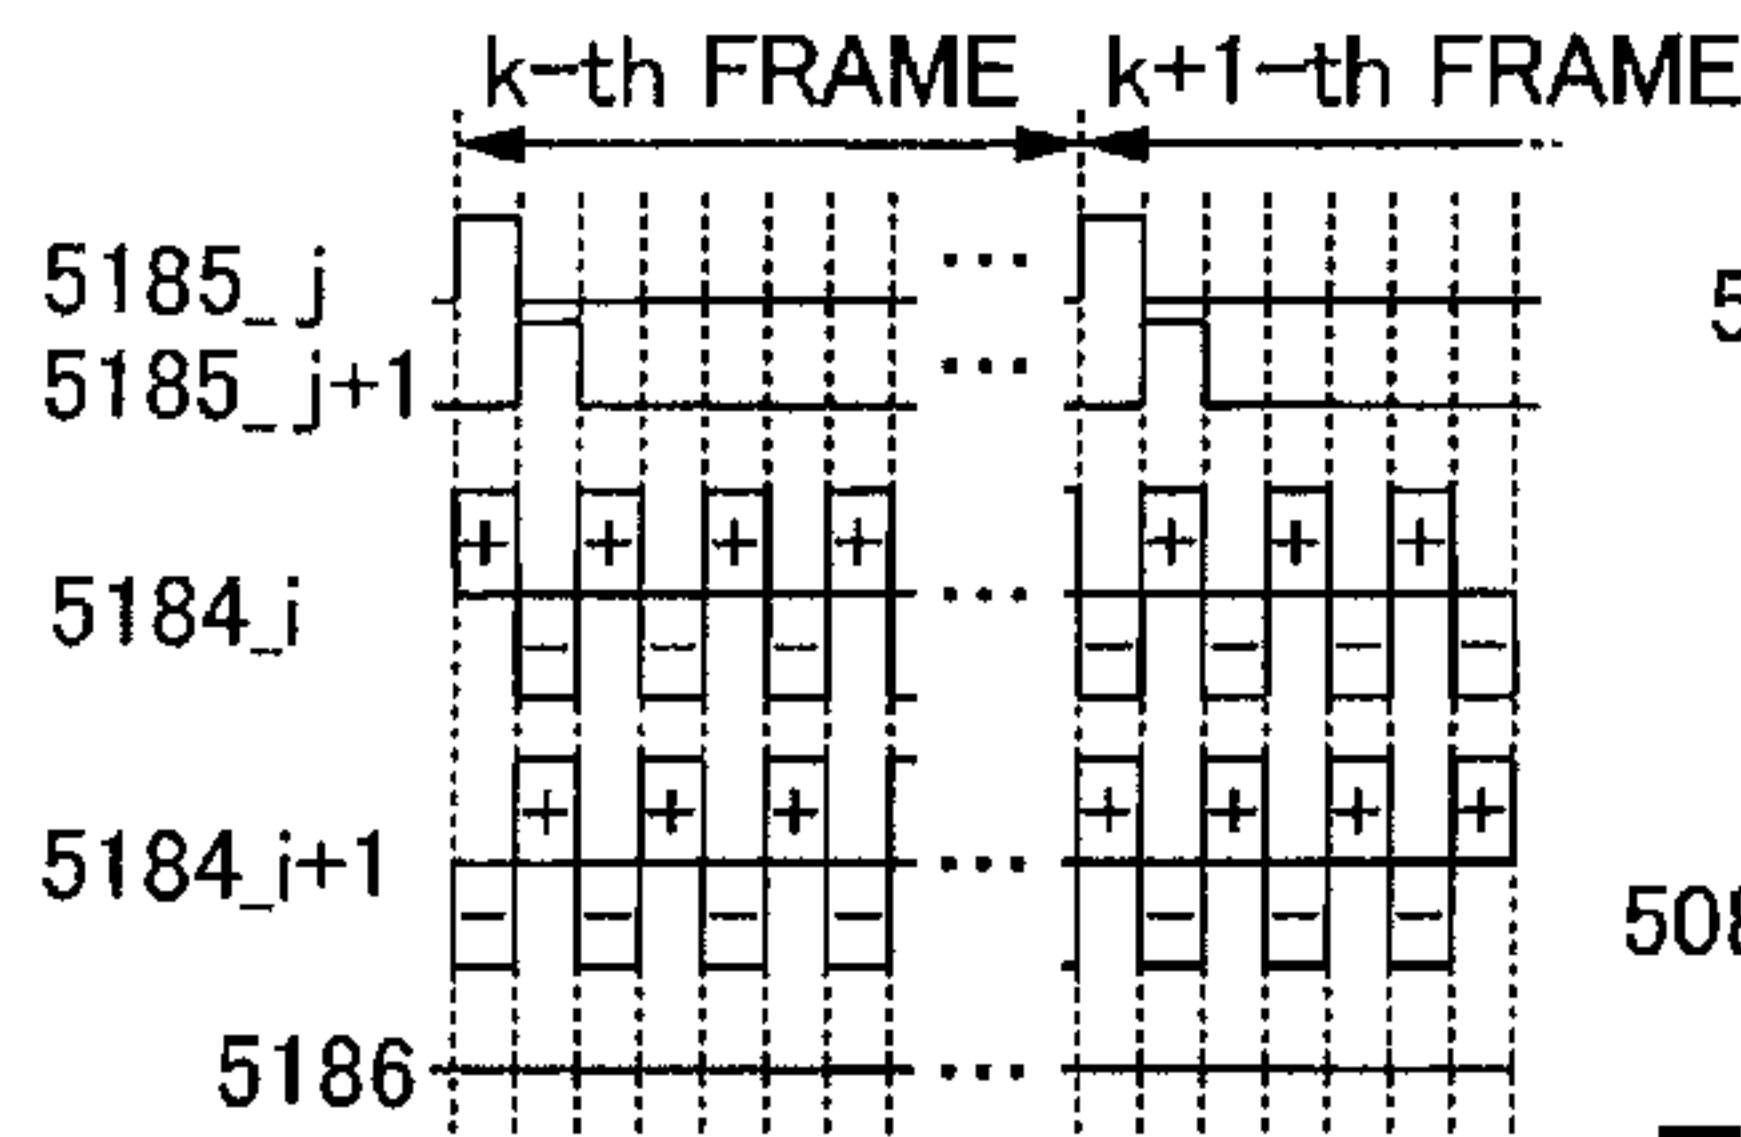 k-th FRAME k+1-th FRAME
5185_j
5185_j+1
+ + + + + + +
5184_i
- - - - - - -
+ + + + + + +
5184_i+1
- - - - - - -
5186